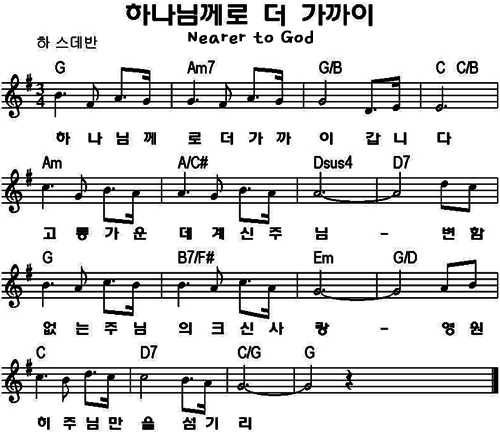 하나님께로 더 가까이
Nearer to God
하 스데반
G Am7 G/B C C/B
3
4
하 나 님 께 로 더 가 까 이 갑 니 다
Am A/C# Dsus4 D7
고 통 가 운 데 계 신 주 님 - 변 함
G B7/F# Em G/D
없 는 주 님 의 크 신 사 랑 - 영 원
C D7 C/G G
히 주 님 만 을 섬 기 리